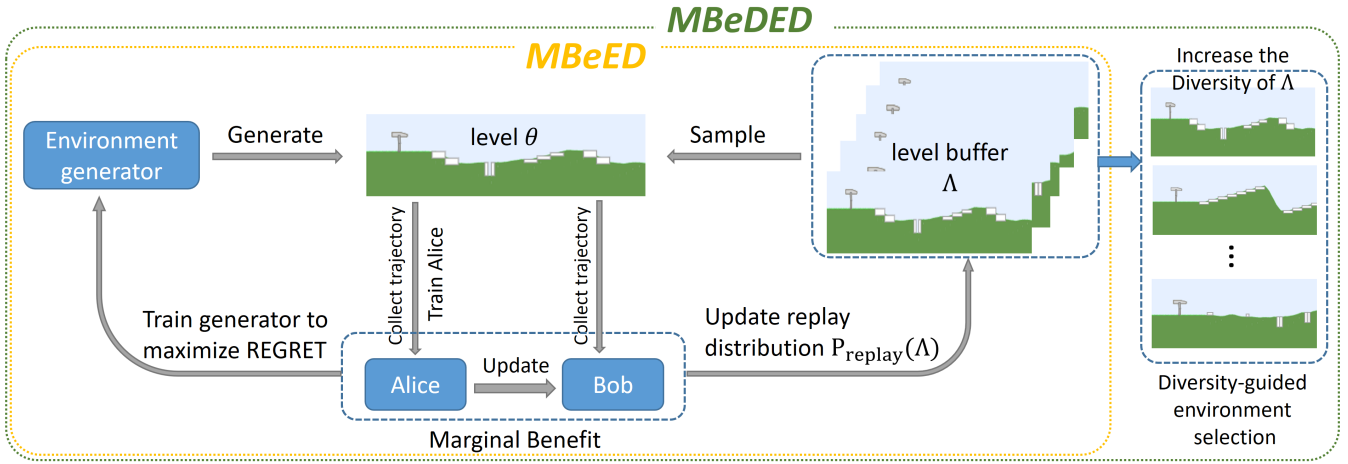 MBeDED
MBeED
Environment
generator
Generate
level θ
Sample
level buffer
Λ
Increase the
Diversity of Λ
Collect trajectory
Train Alice
Collect trajectory
Train generator to
maximize REGRET
Update replay
distribution P_replay(Λ)
Alice
Update
Bob
Marginal Benefit
⋮
Diversity-guided
environment
selection